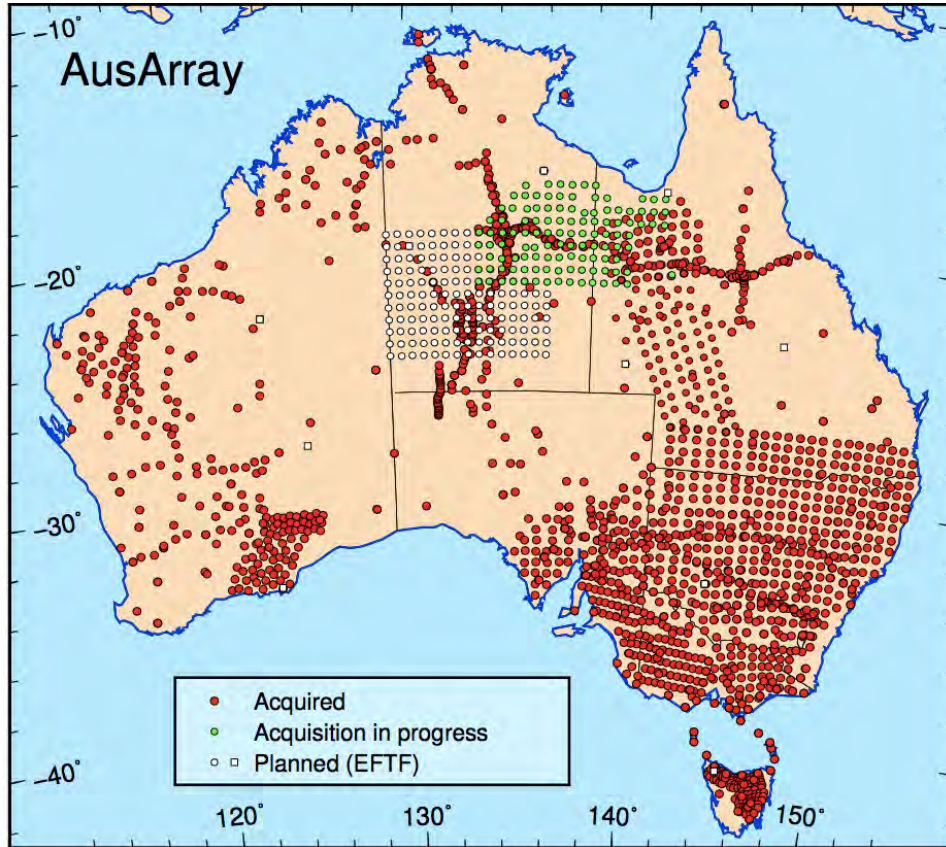 −10°
AusArray
−20°
−30°
Acquired
Acquisition in progress
Planned (EFTF)
−40°
120°
130°
140°
150°